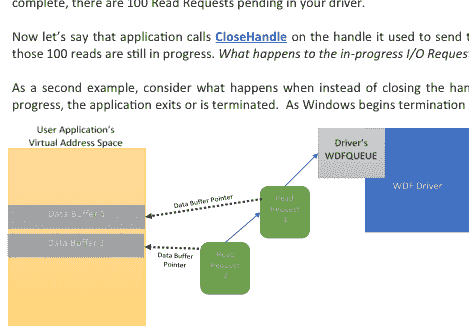 complete, there are 100 Read Requests pending in your driver.
Now let's say that application calls CloseHandle on the handle it used to send t
those 100 reads are still in progress. What happens to the in-progress I/O Reques
As a second example, consider what happens when instead of closing the han
progress, the application exits or is terminated. As Windows begins termination
User Application's
Virtual Address Space
Driver's
WDFQUEUE
WDF Driver
Data Buffer Pointer
Read
Request
1
Data Buffer 1
Data Buffer 2
Data Buffer
Pointer
Read
Request
2